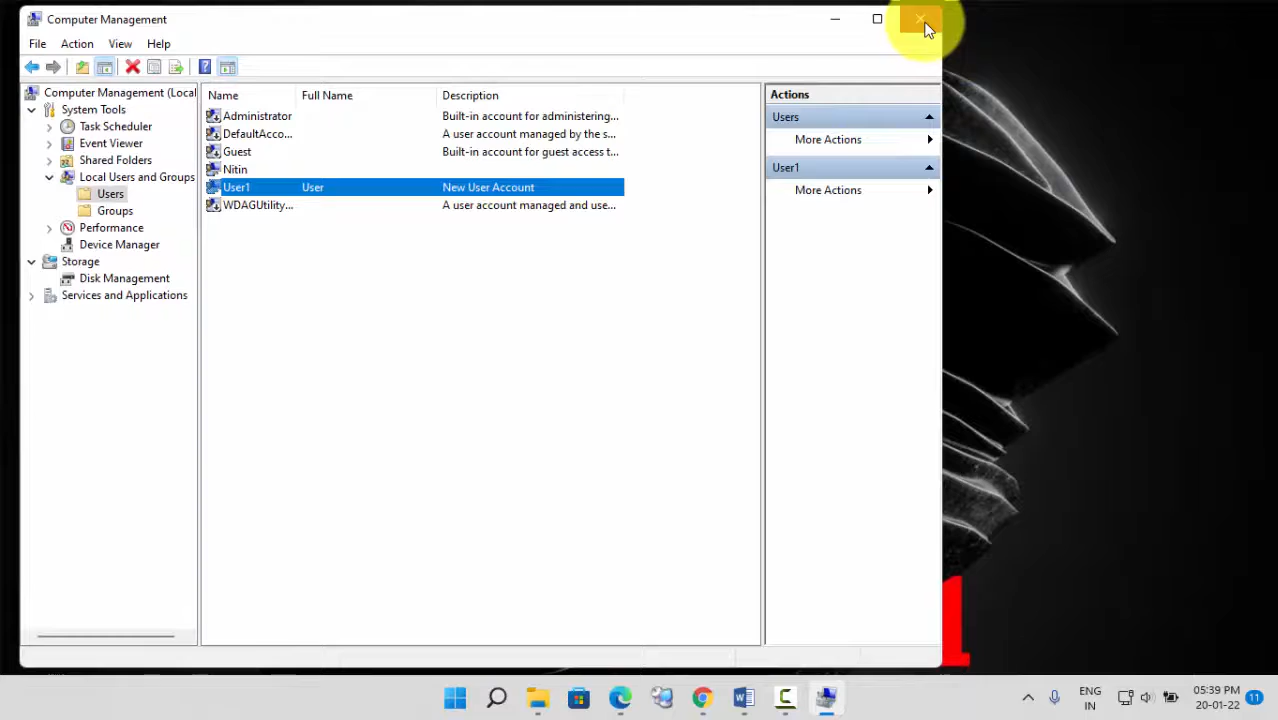 Computer Management
File Action View Help
Computer Management (Local
System Tools
Task Scheduler
Event Viewer
Shared Folders
Local Users and Groups
Users
Groups
Performance
Device Manager
Storage
Disk Management
Services and Applications
Name Full Name Description
Administrator Built-in account for administering...
DefaultAcco... A user account managed by the s...
Guest Built-in account for guest access t...
Nitin
User1 User New User Account
WDAGUtility... A user account managed and use...
Actions
Users
More Actions
User1
More Actions
ENG
IN
05:39 PM
20-01-22
11